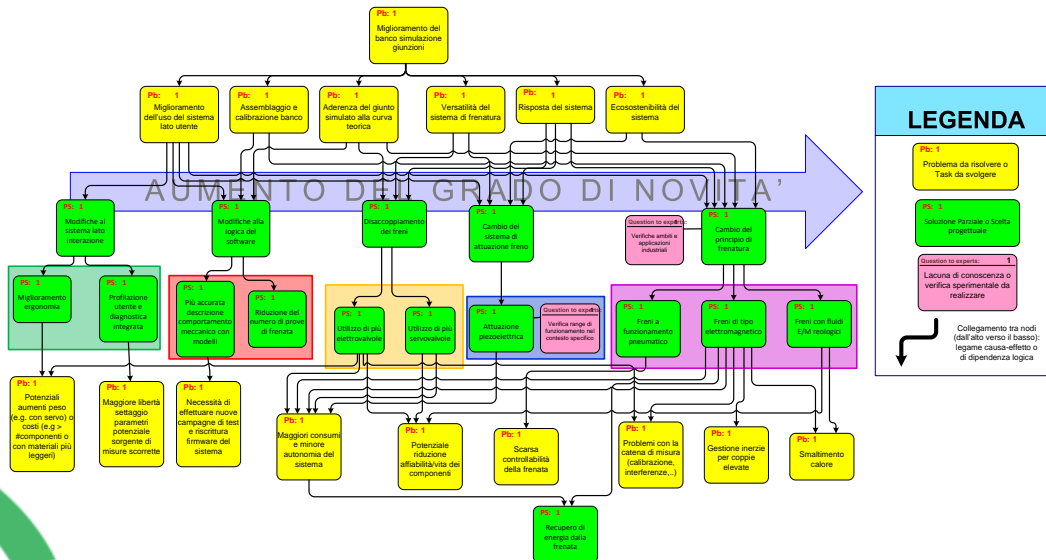 Pb: 1
Miglioramento del
banco simulazione
giunzioni
Pb: 1
Miglioramento
dell'uso del sistema
lato utente
Pb: 1
Assemblaggio e
calibrazione banco
Pb: 1
Aderenza del giunto
simulato alla curva
teorica
Pb: 1
Versatilità del
sistema di frenatura
Pb: 1
Risposta del sistema
Pb: 1
Ecosostenibilità del
sistema
AUMENTO DEL GRADO DI NOVITA'
PS: 1
Modifiche al
sistema lato
interazione
PS: 1
Modifiche alla
logica del
software
PS: 1
Disaccoppiamento
dei freni
PS: 1
Cambio del
sistema di
attuazione freno
Question to experts: 1
Verifiche ambiti e
applicazioni
industriali
PS: 1
Cambio del
principio di
frenatura
PS: 1
Miglioramento
ergonomia
PS: 1
Profilazione
utente e
diagnostica
integrata
PS: 1
Più accurata
descrizione
comportamento
meccanico con
modelli
PS: 1
Riduzione del
numero di prove
di frenata
PS: 1
Utilizzo di più
elettrovalvole
PS: 1
Utilizzo di più
servovalvole
PS: 1
Attuazione
piezoelettrica
Question to experts: 1
Verifica range di
funzionamento nel
contesto specifico
PS: 1
Freni a
funzionamento
pneumatico
PS: 1
Freni di tipo
elettromagnetico
PS: 1
Freni con fluidi
E/M reologici
Pb: 1
Potenziali
aumenti peso
(e.g. con servo) o
costi (e.g >
#componenti o
con materiali più
leggeri)
Pb: 1
Maggiore libertà
settaggio
parametri
potenziale
sorgente di
misure scorrette
Pb: 1
Necessità di
effettuare nuove
campagne di test
e riscrittura
firmware del
sistema
Pb: 1
Maggiori consumi
e minore
autonomia del
sistema
Pb: 1
Potenziale
riduzione
affiabilità/vita dei
componenti
Pb: 1
Scarsa
controllabilità
della frenata
Pb: 1
Problemi con la
catena di misura
(calibrazione,
interferenze,..)
Pb: 1
Gestione inerzie
per coppie
elevate
Pb: 1
Smaltimento
calore
PS: 1
Recupero di
energia dalla
frenata
LEGENDA
Pb: 1
Problema da risolvere o
Task da svolgere
PS: 1
Soluzione Parziale o Scelta
progettuale
Question to experts: 1
Lacuna di conoscenza o
verifica sperimentale da
realizzare
Collegamento tra nodi
(dall'alto verso il basso):
legame causa-effetto o
di dipendenza logica